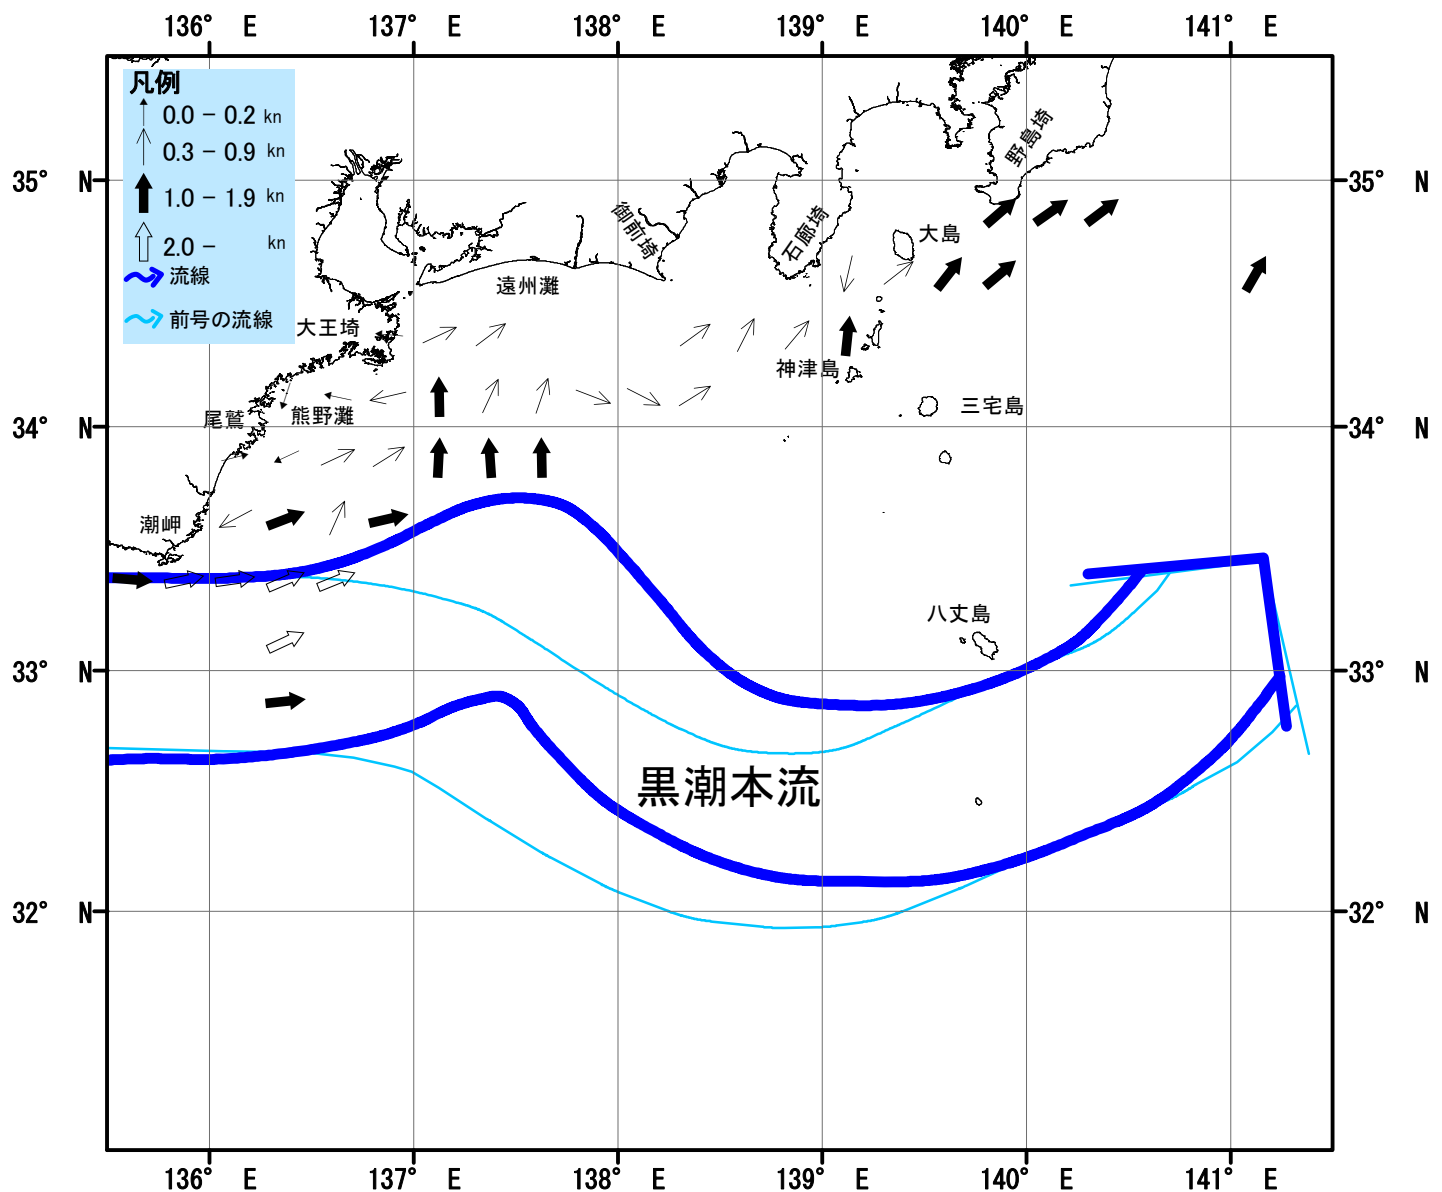 136° E 137° E 138° E 139° E 140° E 141° E
凡例
0.0 − 0.2 kn
0.3 − 0.9 kn
1.0 − 1.9 kn
2.0 − kn
流線
前号の流線
35° N
34° N
33° N
32° N
35° N
34° N
33° N
32° N
野島埼
御前埼
石廊埼
大島
遠州灘
大王埼
神津島
三宅島
尾鷲
熊野灘
潮岬
八丈島
黒潮本流
136° E 137° E 138° E 139° E 140° E 141° E